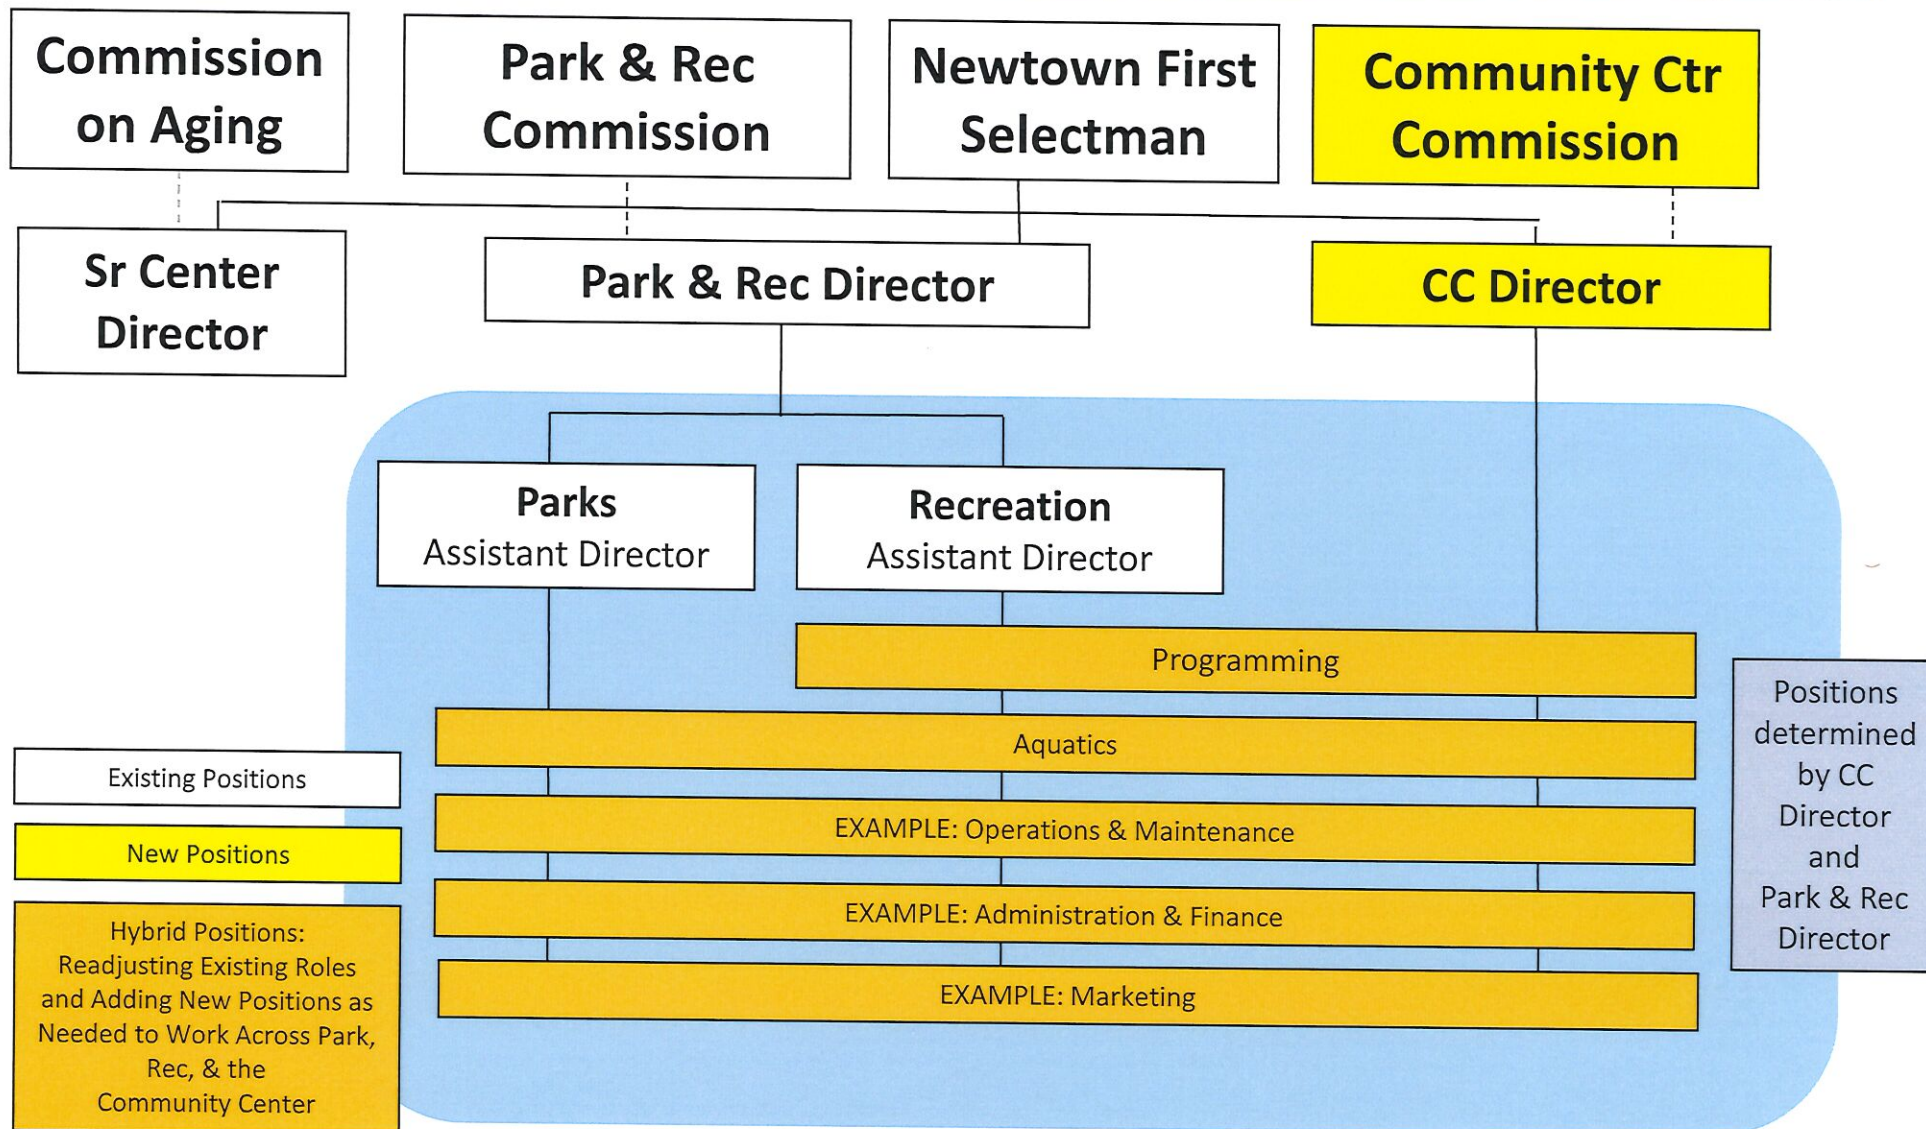 Commission
on Aging
Park & Rec
Commission
Newtown First
Selectman
Community Ctr
Commission
Sr Center
Director
Park & Rec Director
CC Director
Parks
Assistant Director
Recreation
Assistant Director
Programming
Aquatics
EXAMPLE: Operations & Maintenance
EXAMPLE: Administration & Finance
EXAMPLE: Marketing
Positions
determined
by CC
Director
and
Park & Rec
Director
Existing Positions
New Positions
Hybrid Positions:
Readjusting Existing Roles
and Adding New Positions as
Needed to Work Across Park,
Rec, & the
Community Center